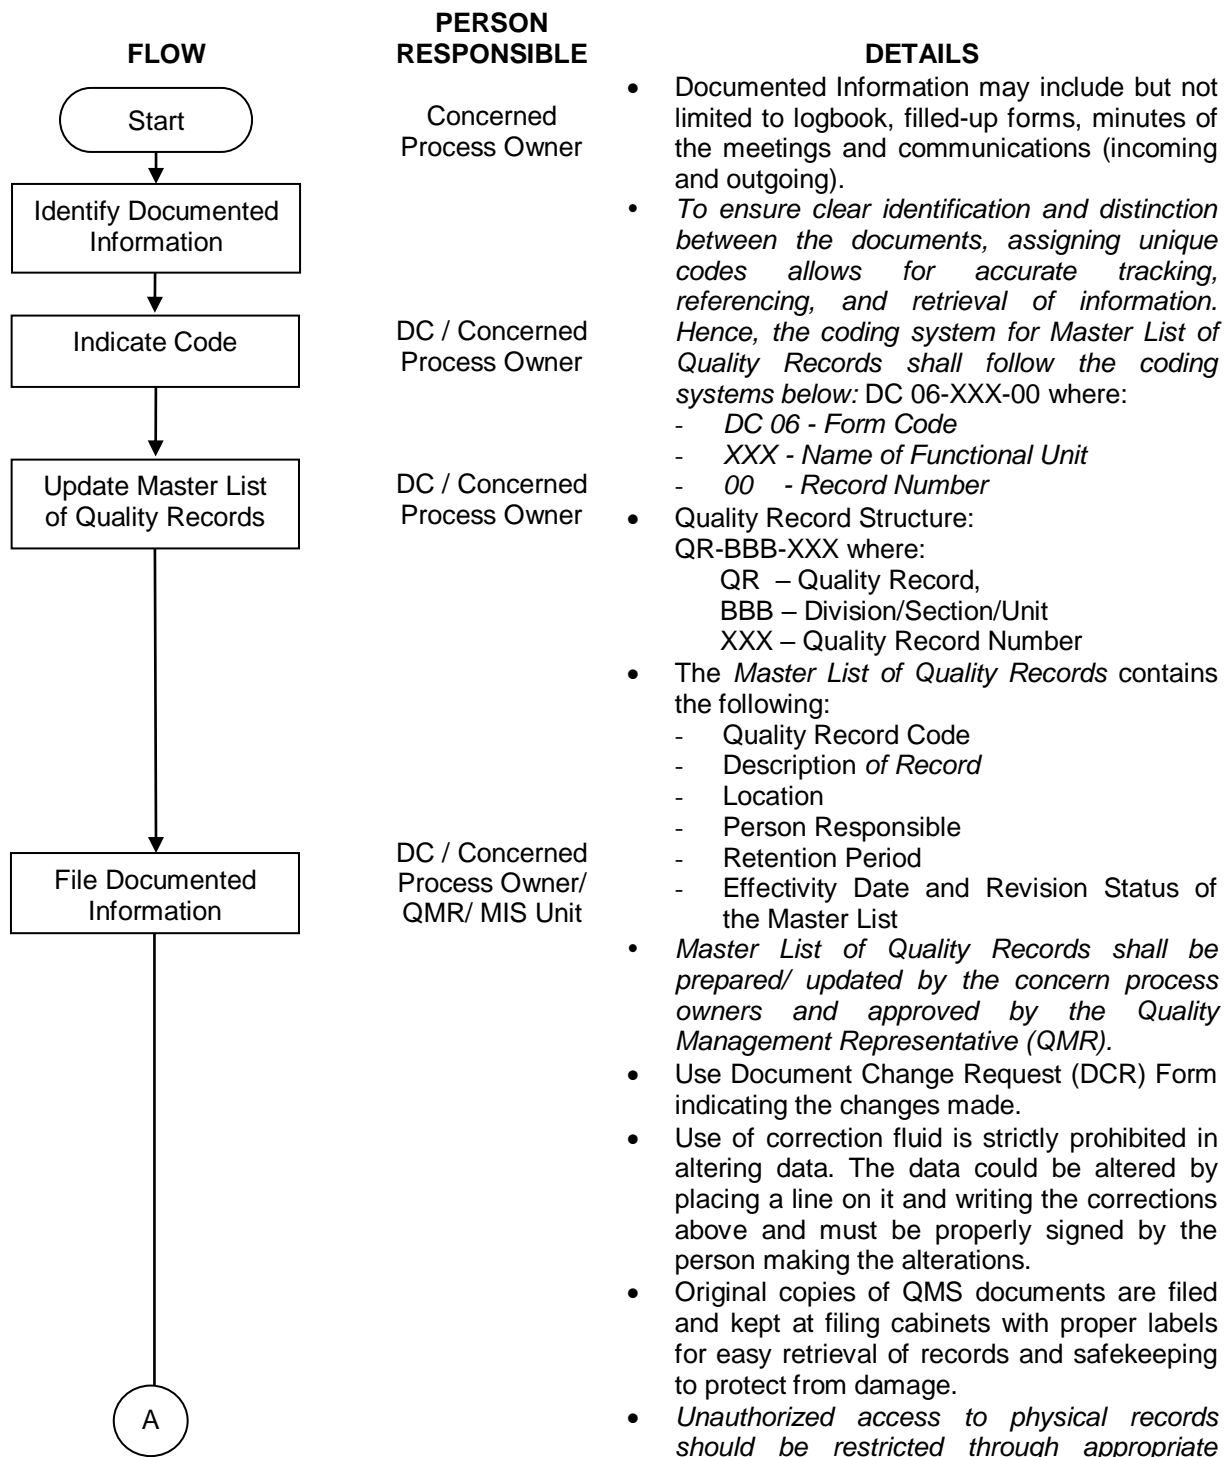 FLOW
PERSON
RESPONSIBLE
DETAILS
Start
Identify Documented
Information
Indicate Code
Update Master List
of Quality Records
File Documented
Information
A
Concerned
Process Owner
DC / Concerned
Process Owner
DC / Concerned
Process Owner
DC / Concerned
Process Owner/
QMR/ MIS Unit
• Documented Information may include but not
limited to logbook, filled-up forms, minutes of
the meetings and communications (incoming
and outgoing).
• To ensure clear identification and distinction
between the documents, assigning unique
codes allows for accurate tracking,
referencing, and retrieval of information.
Hence, the coding system for Master List of
Quality Records shall follow the coding
systems below: DC 06-XXX-00 where:
- DC 06 - Form Code
- XXX - Name of Functional Unit
- 00 - Record Number
• Quality Record Structure:
QR-BBB-XXX where:
QR – Quality Record,
BBB – Division/Section/Unit
XXX – Quality Record Number
• The Master List of Quality Records contains
the following:
- Quality Record Code
- Description of Record
- Location
- Person Responsible
- Retention Period
- Effectivity Date and Revision Status of
the Master List
• Master List of Quality Records shall be
prepared/ updated by the concern process
owners and approved by the Quality
Management Representative (QMR).
• Use Document Change Request (DCR) Form
indicating the changes made.
• Use of correction fluid is strictly prohibited in
altering data. The data could be altered by
placing a line on it and writing the corrections
above and must be properly signed by the
person making the alterations.
• Original copies of QMS documents are filed
and kept at filing cabinets with proper labels
for easy retrieval of records and safekeeping
to protect from damage.
• Unauthorized access to physical records
should be restricted through appropriate